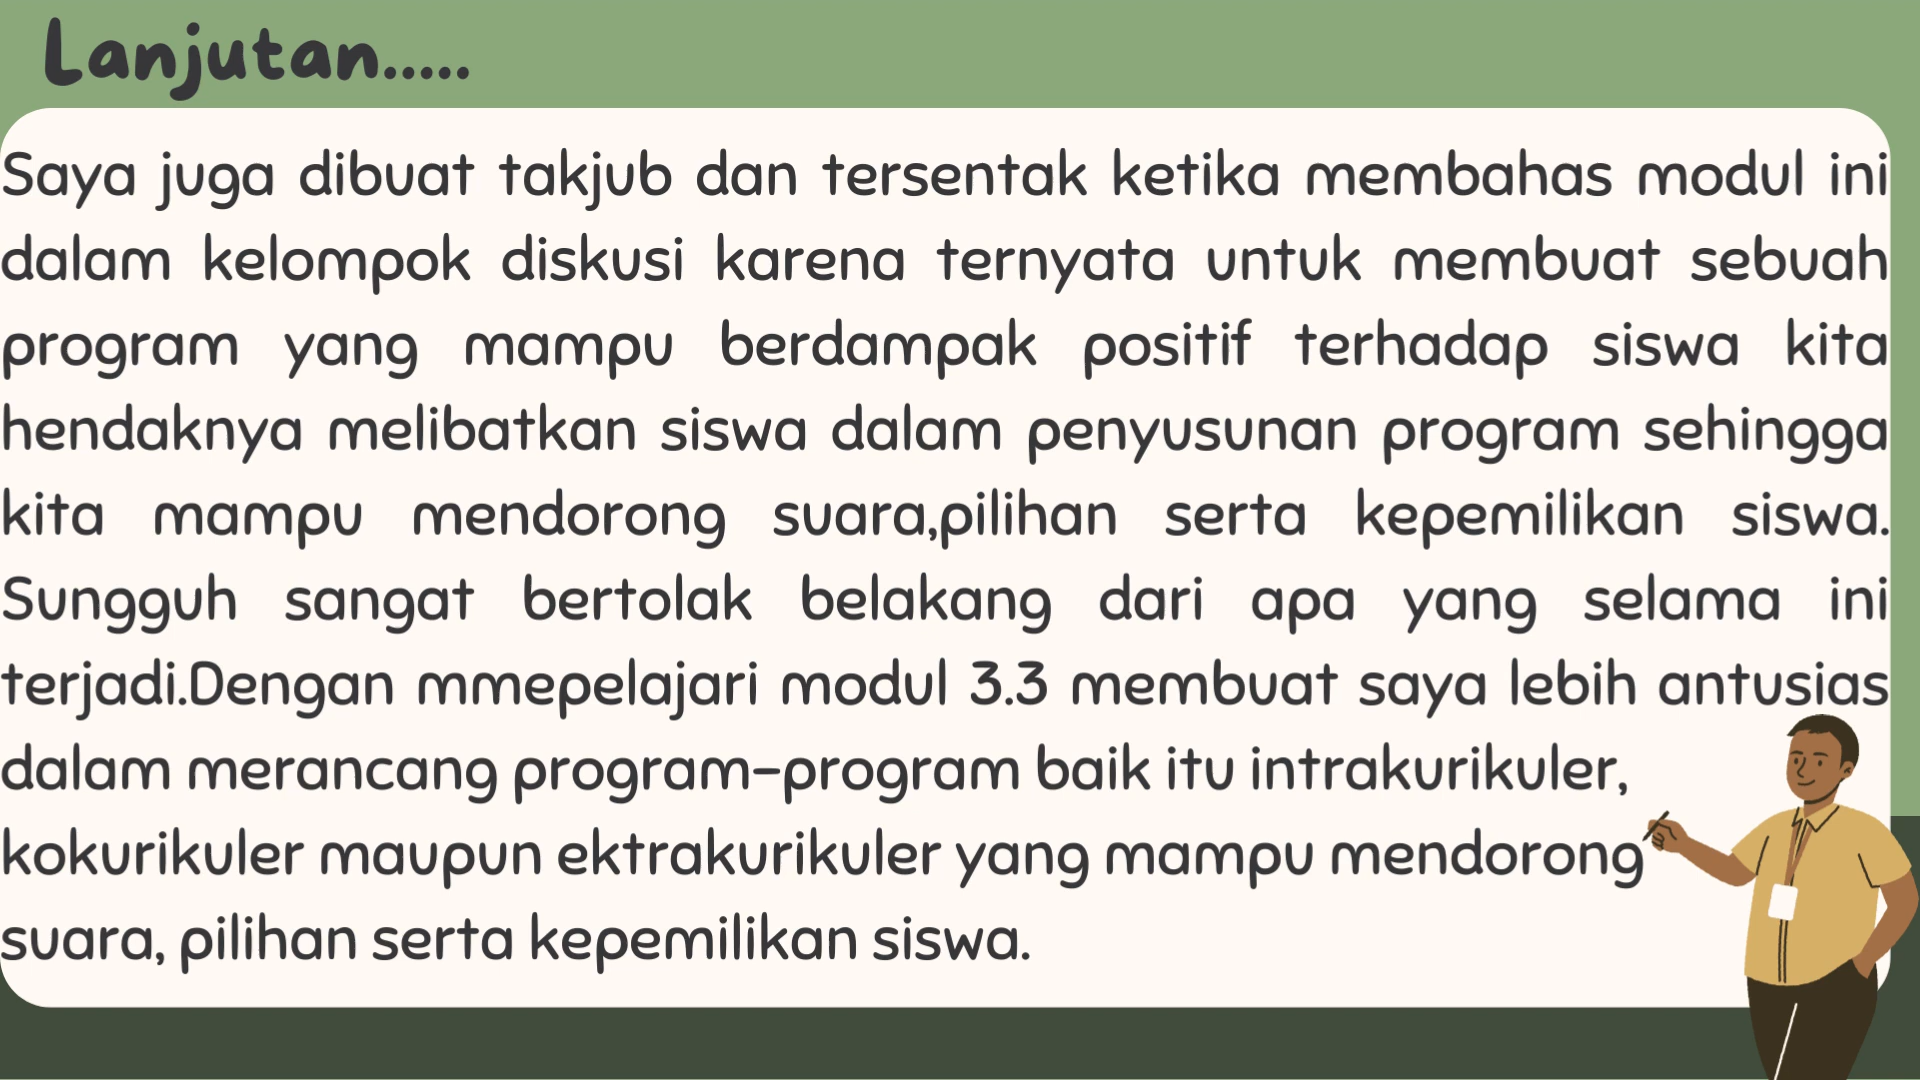 Lanjutan.....
Saya juga dibuat takjub dan tersentak ketika membahas modul ini
dalam kelompok diskusi karena ternyata untuk membuat sebuah
program yang mampu berdampak positif terhadap siswa kita
hendaknya melibatkan siswa dalam penyusunan program sehingga
kita mampu mendorong suara,pilihan serta kepemilikan siswa.
Sungguh sangat bertolak belakang dari apa yang selama ini
terjadi.Dengan mmepelajari modul 3.3 membuat saya lebih antusias
dalam merancang program-program baik itu intrakurikuler,
kokurikuler maupun ektrakurikuler yang mampu mendorong
suara, pilihan serta kepemilikan siswa.